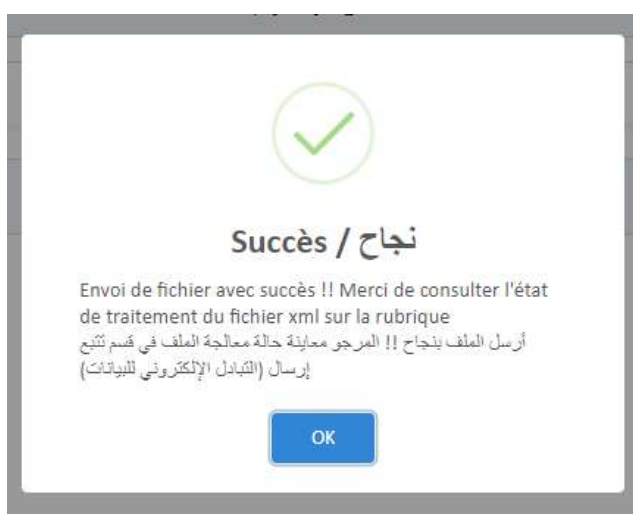 Succès / نجاح
Envoi de fichier avec succès !! Merci de consulter l'état
de traitement du fichier xml sur la rubrique
أرسل الملف بنجاح !! المرجو معاينة حالة معالجة الملف في قسم تتبع
إرسال (التبادل الإلكتروني للبيانات)
OK